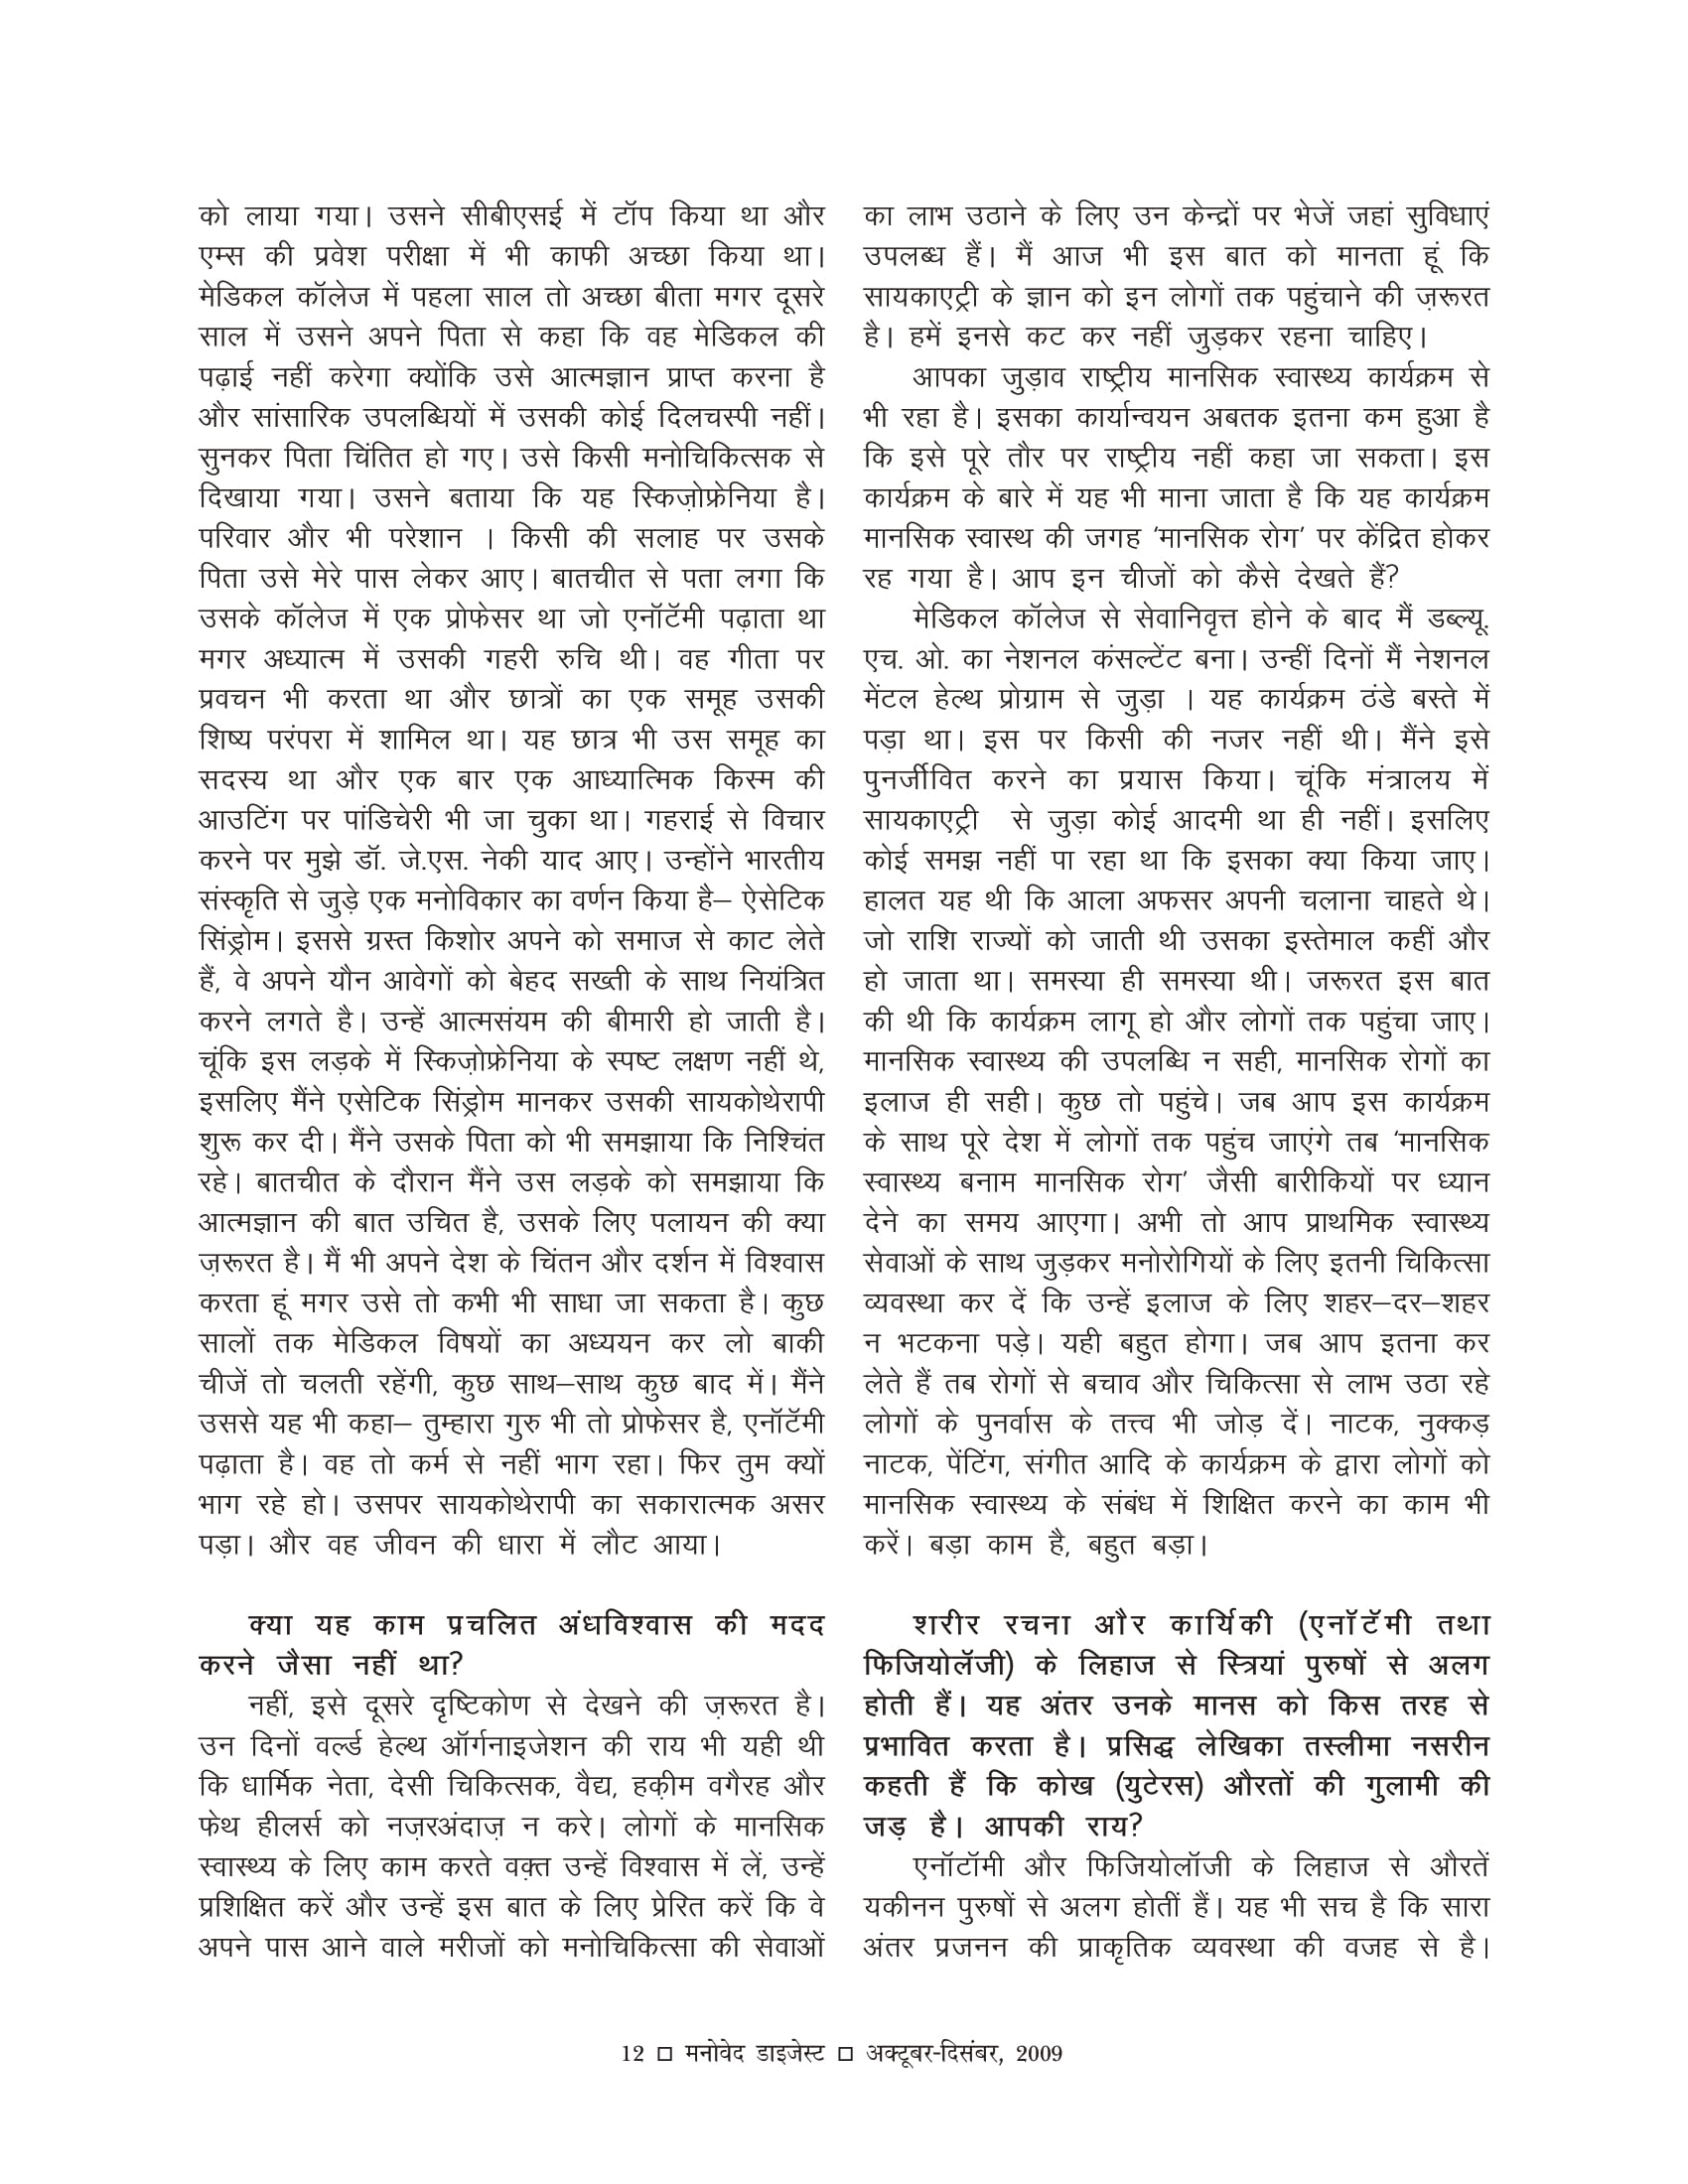 को लाया गया। उसने सीबीएसई में टॉप किया था और
एम्स की प्रवेश परीक्षा में भी काफी अच्छा किया था।
मेडिकल कॉलेज में पहला साल तो अच्छा बीता मगर दूसरे
साल में उसने अपने पिता से कहा कि वह मेडिकल की
पढ़ाई नहीं करेगा क्योंकि उसे आत्मज्ञान प्राप्त करना है
और सांसारिक उपलब्धियों में उसकी कोई दिलचस्पी नहीं।
सुनकर पिता चिंतित हो गए। उसे किसी मनोचिकित्सक से
दिखाया गया। उसने बताया कि यह स्किज़ोफ्रेनिया है।
परिवार और भी परेशान । किसी की सलाह पर उसके
पिता उसे मेरे पास लेकर आए। बातचीत से पता लगा कि
उसके कॉलेज में एक प्रोफेसर था जो एनॉटॅमी पढ़ाता था
मगर अध्यात्म में उसकी गहरी रुचि थी। वह गीता पर
प्रवचन भी करता था और छात्रों का एक समूह उसकी
शिष्य परंपरा में शामिल था। यह छात्र भी उस समूह का
सदस्य था और एक बार एक आध्यात्मिक किस्म की
आउटिंग पर पांडिचेरी भी जा चुका था। गहराई से विचार
करने पर मुझे डॉ. जे.एस. नेकी याद आए। उन्होंने भारतीय
संस्कृति से जुड़े एक मनोविकार का वर्णन किया है– ऐसेटिक
सिंड्रोम। इससे ग्रस्त किशोर अपने को समाज से काट लेते
हैं, वे अपने यौन आवेगों को बेहद सख्ती के साथ नियंत्रित
करने लगते है। उन्हें आत्मसंयम की बीमारी हो जाती है।
चूंकि इस लड़के में स्किज़ोफ्रेनिया के स्पष्ट लक्षण नहीं थे,
इसलिए मैंने एसेटिक सिंड्रोम मानकर उसकी सायकोथेरापी
शुरू कर दी। मैंने उसके पिता को भी समझाया कि निश्चिंत
रहे। बातचीत के दौरान मैंने उस लड़के को समझाया कि
आत्मज्ञान की बात उचित है, उसके लिए पलायन की क्या
ज़रूरत है। मैं भी अपने देश के चिंतन और दर्शन में विश्वास
करता हूं मगर उसे तो कभी भी साधा जा सकता है। कुछ
सालों तक मेडिकल विषयों का अध्ययन कर लो बाकी
चीजें तो चलती रहेंगी, कुछ साथ–साथ कुछ बाद में। मैंने
उससे यह भी कहा– तुम्हारा गुरु भी तो प्रोफेसर है, एनॉटॅमी
पढ़ाता है। वह तो कर्म से नहीं भाग रहा। फिर तुम क्यों
भाग रहे हो। उसपर सायकोथेरापी का सकारात्मक असर
पड़ा। और वह जीवन की धारा में लौट आया।
क्या यह काम प्रचलित अंधविश्वास की मदद
करने जैसा नहीं था?
नहीं, इसे दूसरे दृष्टिकोण से देखने की ज़रूरत है।
उन दिनों वर्ल्ड हेल्थ ऑर्गनाइजेशन की राय भी यही थी
कि धार्मिक नेता, देसी चिकित्सक, वैद्य, हक़ीम वगैरह और
फेथ हीलर्स को नज़रअंदाज़ न करे। लोगों के मानसिक
स्वास्थ्य के लिए काम करते वक़्त उन्हें विश्वास में लें, उन्हें
प्रशिक्षित करें और उन्हें इस बात के लिए प्रेरित करें कि वे
अपने पास आने वाले मरीजों को मनोचिकित्सा की सेवाओं
का लाभ उठाने के लिए उन केन्द्रों पर भेजें जहां सुविधाएं
उपलब्ध हैं। मैं आज भी इस बात को मानता हूं कि
सायकाएट्री के ज्ञान को इन लोगों तक पहुंचाने की ज़रूरत
है। हमें इनसे कट कर नहीं जुड़कर रहना चाहिए।
आपका जुड़ाव राष्ट्रीय मानसिक स्वास्थ्य कार्यक्रम से
भी रहा है। इसका कार्यान्वयन अबतक इतना कम हुआ है
कि इसे पूरे तौर पर राष्ट्रीय नहीं कहा जा सकता। इस
कार्यक्रम के बारे में यह भी माना जाता है कि यह कार्यक्रम
मानसिक स्वास्थ की जगह ‘मानसिक रोग’ पर केंद्रित होकर
रह गया है। आप इन चीजों को कैसे देखते हैं?
मेडिकल कॉलेज से सेवानिवृत्त होने के बाद मैं डब्ल्यू.
एच. ओ. का नेशनल कंसल्टेंट बना। उन्हीं दिनों मैं नेशनल
मेंटल हेल्थ प्रोग्राम से जुड़ा । यह कार्यक्रम ठंडे बस्ते में
पड़ा था। इस पर किसी की नजर नहीं थी। मैंने इसे
पुनर्जीवित करने का प्रयास किया। चूंकि मंत्रालय में
सायकाएट्री से जुड़ा कोई आदमी था ही नहीं। इसलिए
कोई समझ नहीं पा रहा था कि इसका क्या किया जाए।
हालत यह थी कि आला अफसर अपनी चलाना चाहते थे।
जो राशि राज्यों को जाती थी उसका इस्तेमाल कहीं और
हो जाता था। समस्या ही समस्या थी। जरूरत इस बात
की थी कि कार्यक्रम लागू हो और लोगों तक पहुंचा जाए।
मानसिक स्वास्थ्य की उपलब्धि न सही, मानसिक रोगों का
इलाज ही सही। कुछ तो पहुंचे। जब आप इस कार्यक्रम
के साथ पूरे देश में लोगों तक पहुंच जाएंगे तब ‘मानसिक
स्वास्थ्य बनाम मानसिक रोग’ जैसी बारीकियों पर ध्यान
देने का समय आएगा। अभी तो आप प्राथमिक स्वास्थ्य
सेवाओं के साथ जुड़कर मनोरोगियों के लिए इतनी चिकित्सा
व्यवस्था कर दें कि उन्हें इलाज के लिए शहर–दर–शहर
न भटकना पड़े। यही बहुत होगा। जब आप इतना कर
लेते हैं तब रोगों से बचाव और चिकित्सा से लाभ उठा रहे
लोगों के पुनर्वास के तत्त्व भी जोड़ दें। नाटक, नुक्कड़
नाटक, पेंटिंग, संगीत आदि के कार्यक्रम के द्वारा लोगों को
मानसिक स्वास्थ्य के संबंध में शिक्षित करने का काम भी
करें। बड़ा काम है, बहुत बड़ा।
शरीर रचना और कार्यिकी (एनॉटॅमी तथा
फिजियोलॅजी) के लिहाज से स्त्रियां पुरुषों से अलग
होती हैं। यह अंतर उनके मानस को किस तरह से
प्रभावित करता है। प्रसिद्ध लेखिका तस्लीमा नसरीन
कहती हैं कि कोख (युटेरस) औरतों की गुलामी की
जड़ है। आपकी राय?
एनॉटॉमी और फिजियोलॉजी के लिहाज से औरतें
यकीनन पुरुषों से अलग होतीं हैं। यह भी सच है कि सारा
अंतर प्रजनन की प्राकृतिक व्यवस्था की वजह से है।
12 □ मनोवेद डाइजेस्ट □ अक्टूबर-दिसंबर, 2009